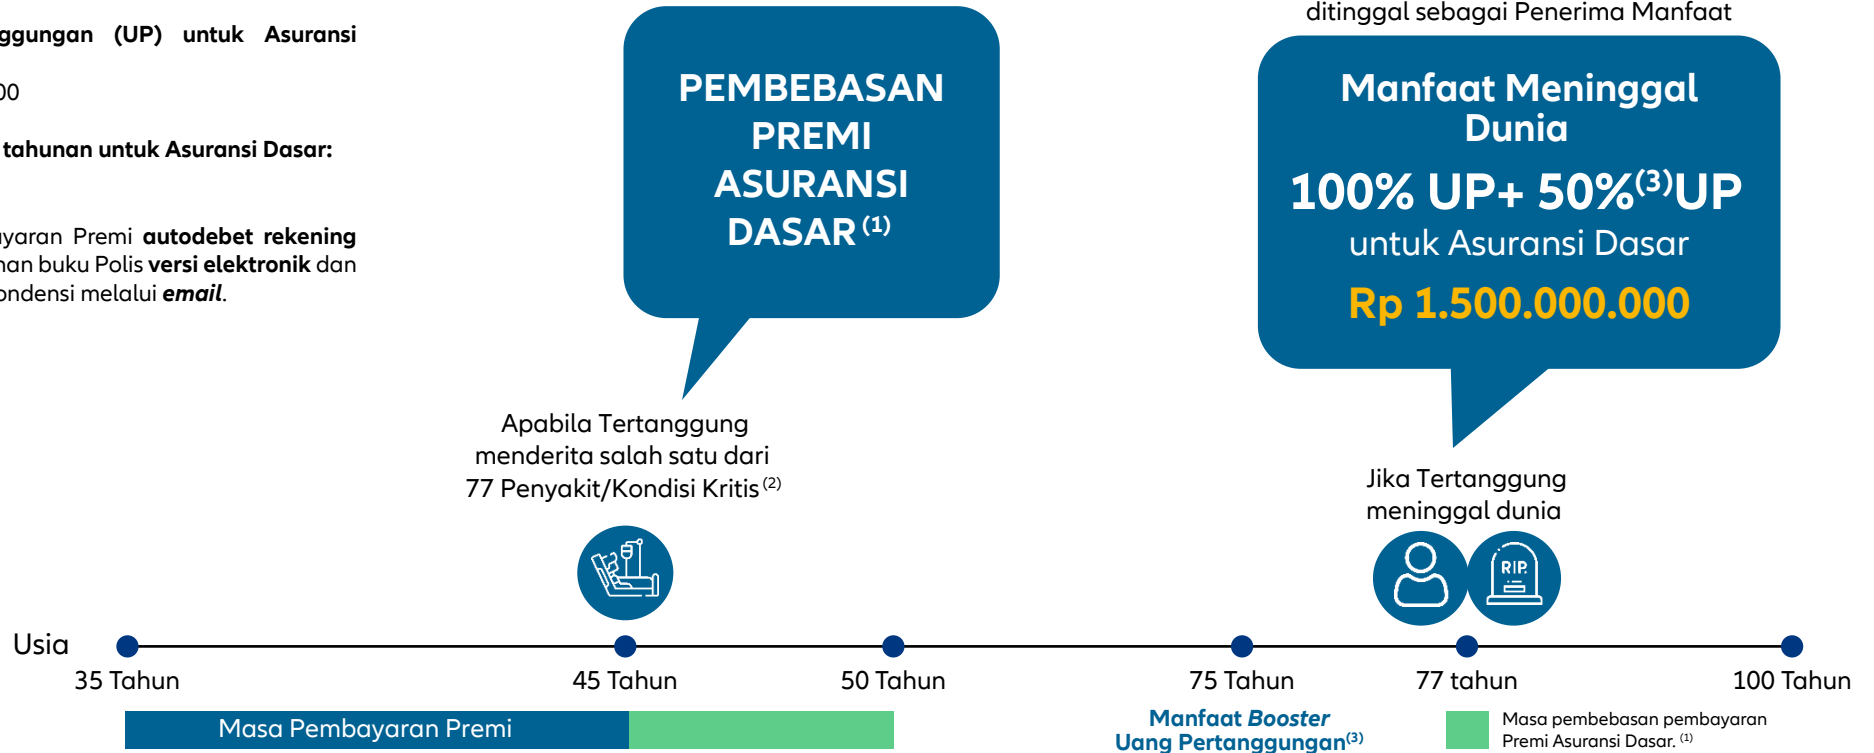 nggungan (UP) untuk Asuransi
00
tahunan untuk Asuransi Dasar:
yaran Premi autodebet rekening
nan buku Polis versi elektronik dan
ondensi melalui email.
PEMBEBASAN
PREMI
ASURANSI
DASAR (1)
ditinggal sebagai Penerima Manfaat
Manfaat Meninggal
Dunia
100% UP+ 50%(3)UP
untuk Asuransi Dasar
Rp 1.500.000.000
Apabila Tertanggung
menderita salah satu dari
77 Penyakit/Kondisi Kritis (2)
Jika Tertanggung
meninggal dunia
RIP.
Usia
35 Tahun
45 Tahun
50 Tahun
75 Tahun
77 tahun
100 Tahun
Masa Pembayaran Premi
Manfaat Booster
Uang Pertanggungan(3)
Masa pembebasan pembayaran
Premi Asuransi Dasar. (1)